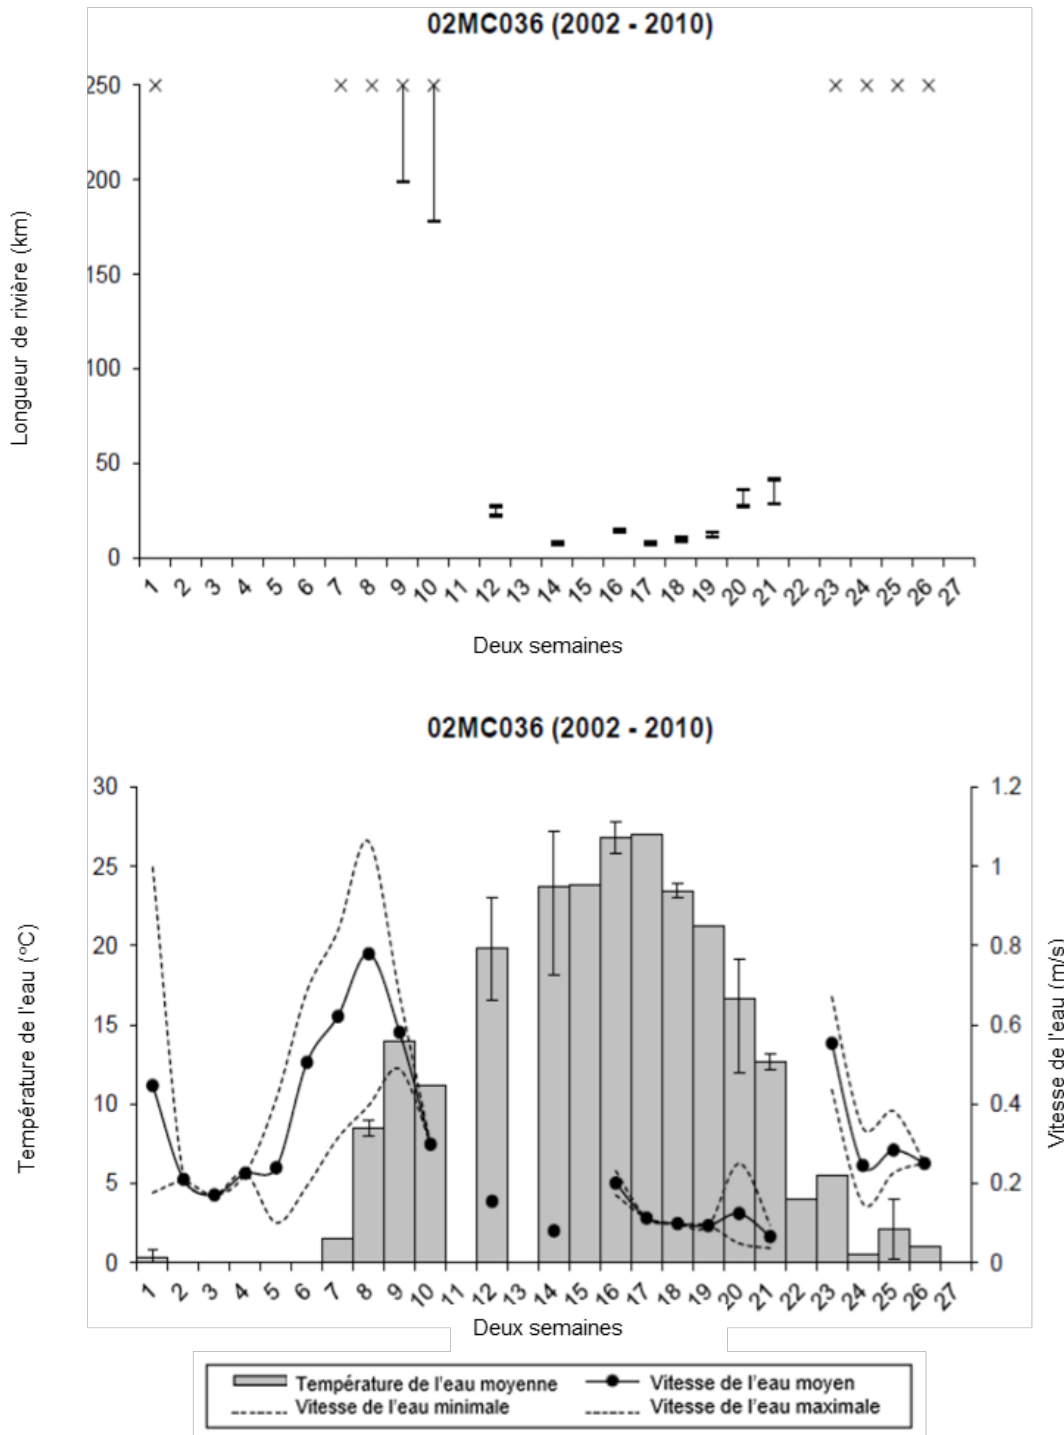 02MC036 (2002 - 2010)
250
200
150
100
50
0
Longueur de rivière (km)
1 2 3 4 5 6 7 8 9 10 11 12 13 14 15 16 17 18 19 20 21 22 23 24 25 26 27
Deux semaines
02MC036 (2002 - 2010)
30
25
20
15
10
5
0
Température de l'eau (°C)
1.2
1
0.8
0.6
0.4
0.2
0
Vitesse de l'eau (m/s)
1 2 3 4 5 6 7 8 9 10 11 12 13 14 15 16 17 18 19 20 21 22 23 24 25 26 27
Deux semaines
Température de l'eau moyenne
Vitesse de l'eau moyen
Vitesse de l'eau minimale
Vitesse de l'eau maximale